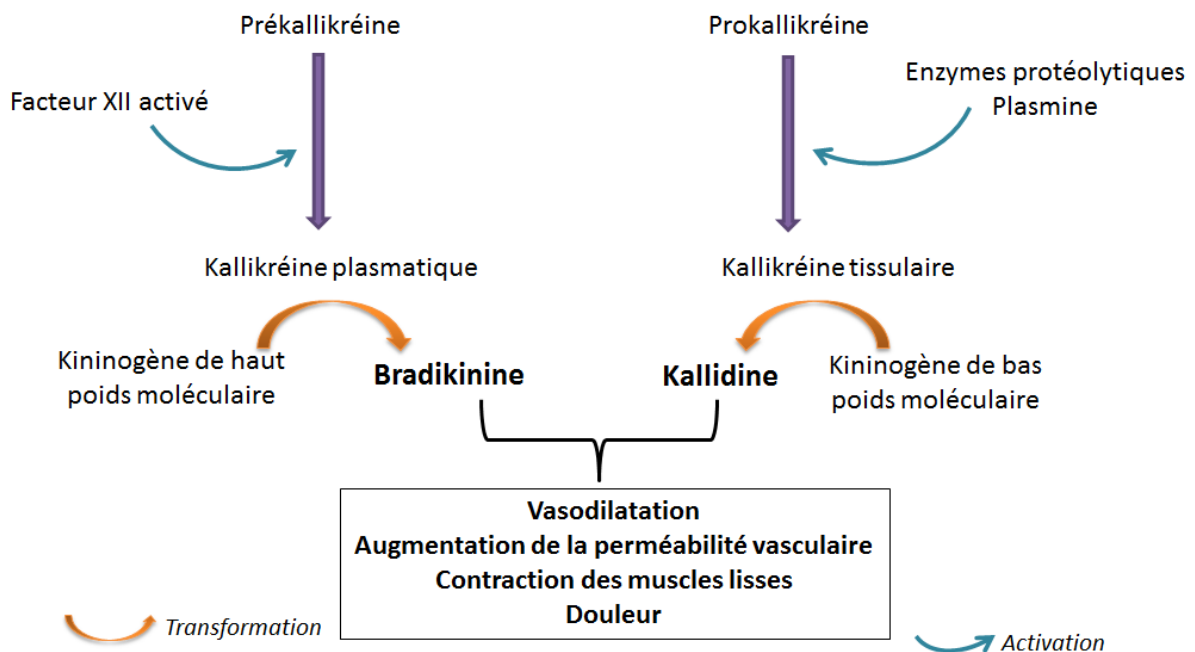 Prékallikréine
Prokallikréine
Facteur XII activé
Enzymes protéolytiques
Plasmine
Kallikréine plasmatique
Kallikréine tissulaire
Kininogène de haut
poids moléculaire
Bradikinine
Kallidine
Kininogène de bas
poids moléculaire
Vasodilatation
Augmentation de la perméabilité vasculaire
Contraction des muscles lisses
Douleur
Transformation
Activation